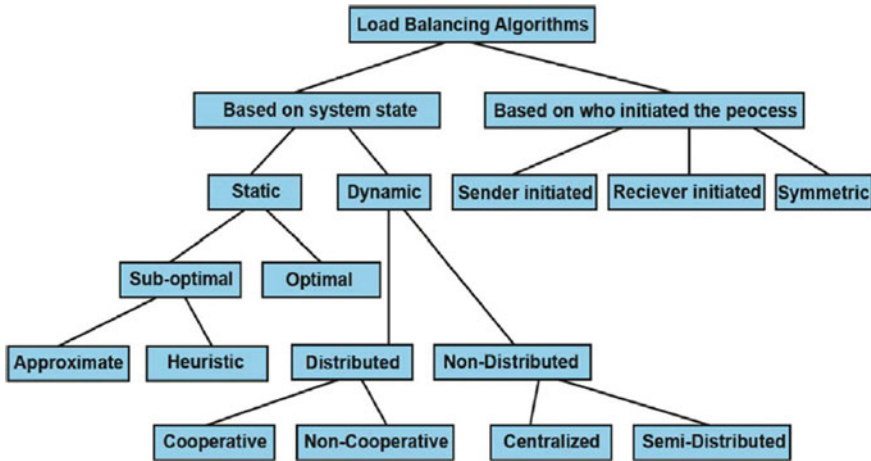 Load Balancing Algorithms
Based on system state
Based on who initiated the peocess
Static
Dynamic
Sender initiated
Reciever initiated
Symmetric
Sub-optimal
Optimal
Approximate
Heuristic
Distributed
Non-Distributed
Cooperative
Non-Cooperative
Centralized
Semi-Distributed